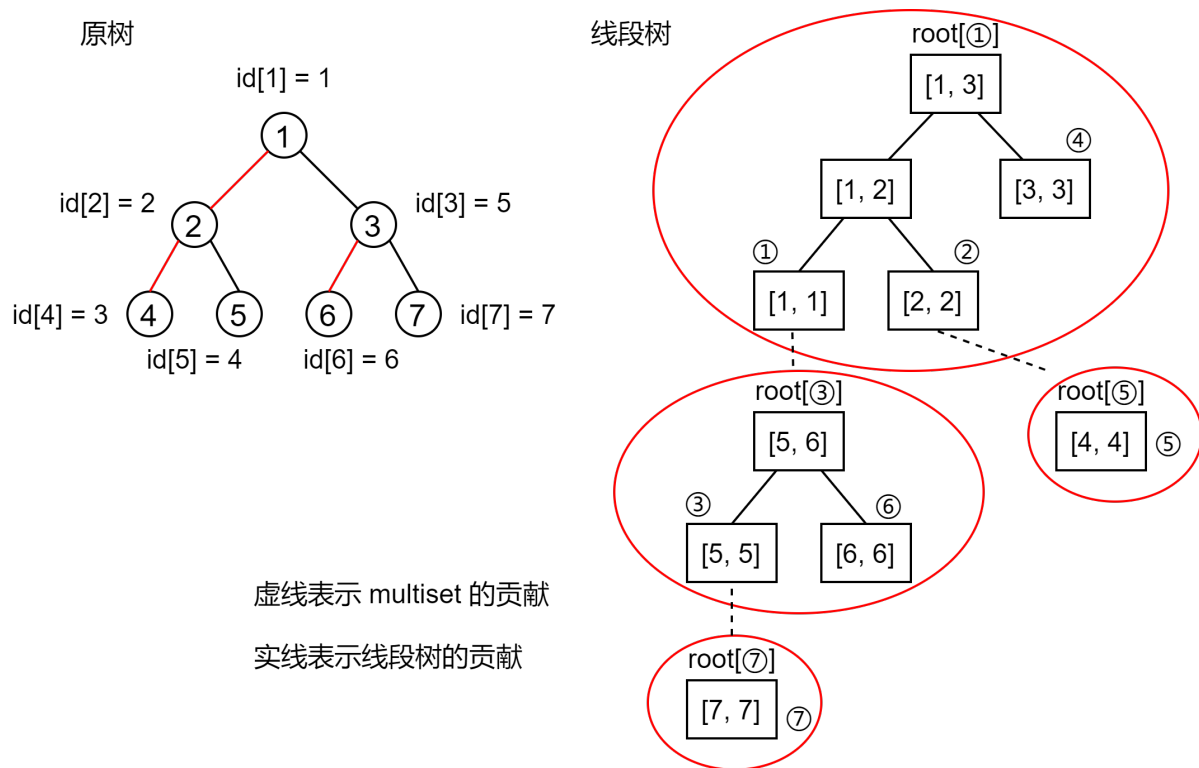 原树
id[1] = 1
1
id[2] = 2
2
3
id[3] = 5
id[4] = 3
4
5
6
7
id[7] = 7
id[5] = 4
id[6] = 6
线段树
root[①]
[1, 3]
④
[1, 2]
[3, 3]
①
②
[1, 1]
[2, 2]
root[③]
[5, 6]
root[⑤]
[4, 4]
⑤
③
⑥
[5, 5]
[6, 6]
虚线表示 multiset 的贡献
实线表示线段树的贡献
root[⑦]
[7, 7]
⑦